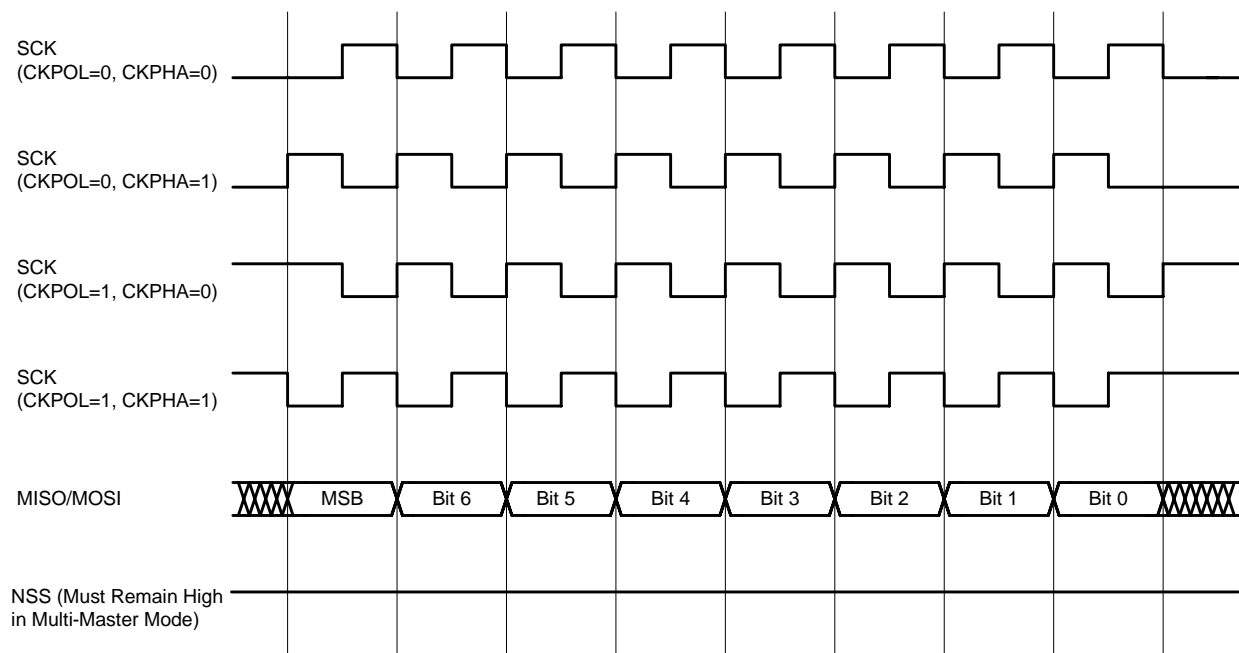 SCK
(CKPOL=0, CKPHA=0)
SCK
(CKPOL=0, CKPHA=1)
SCK
(CKPOL=1, CKPHA=0)
SCK
(CKPOL=1, CKPHA=1)
MISO/MOSI MSB Bit 6 Bit 5 Bit 4 Bit 3 Bit 2 Bit 1 Bit 0
NSS (Must Remain High
in Multi-Master Mode)